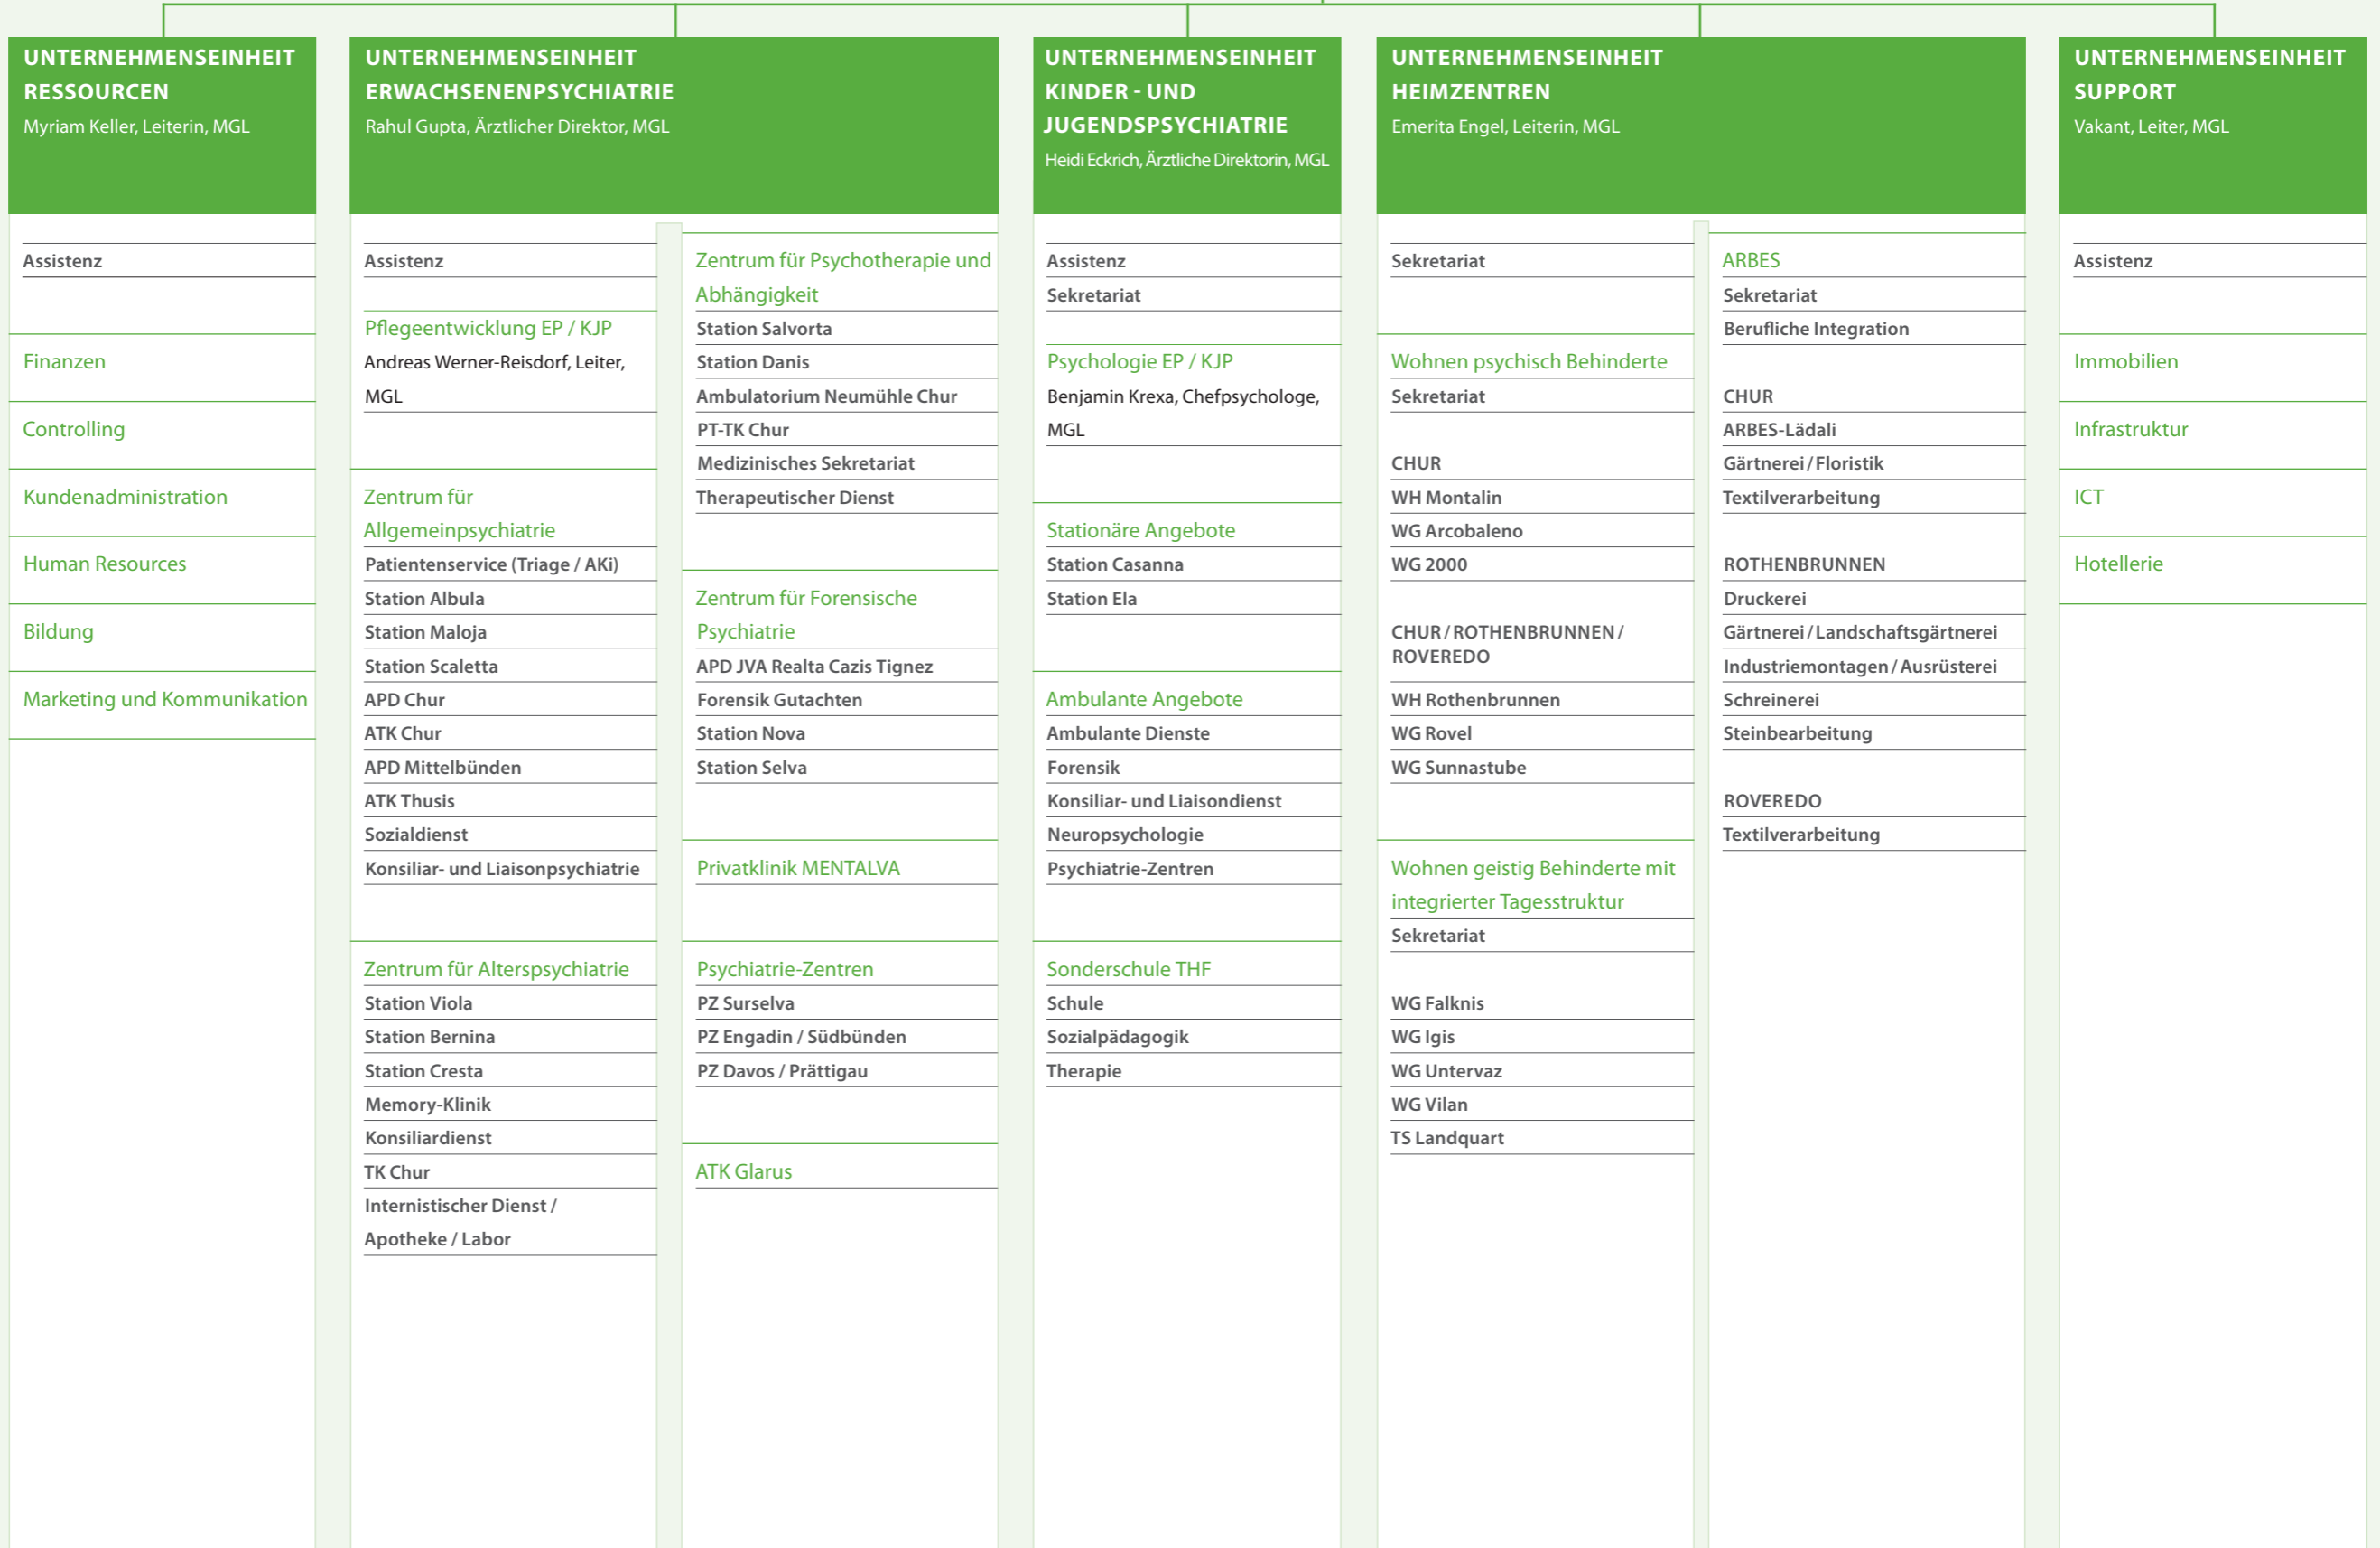 UNTERNEHMENSEINHEIT
RESSOURCEN
Myriam Keller, Leiterin, MGL
Assistenz
Finanzen
Controlling
Kundenadministration
Human Resources
Bildung
Marketing und Kommunikation
UNTERNEHMENSEINHEIT
ERWACHSENENPSYCHIATRIE
Rahul Gupta, Ärztlicher Direktor, MGL
Assistenz
Pflegeentwicklung EP / KJP
Andreas Werner-Reisdorf, Leiter,
MGL
Zentrum für
Allgemeinpsychiatrie
Patientenservice (Triage / AKi)
Station Albula
Station Maloja
Station Scaletta
APD Chur
ATK Chur
APD Mittelbünden
ATK Thusis
Sozialdienst
Konsiliar- und Liaisonpsychiatrie
Zentrum für Alterspsychiatrie
Station Viola
Station Bernina
Station Cresta
Memory-Klinik
Konsiliardienst
TK Chur
Internistischer Dienst /
Apotheke / Labor
Zentrum für Psychotherapie und
Abhängigkeit
Station Salvorta
Station Danis
Ambulatorium Neumühle Chur
PT-TK Chur
Medizinisches Sekretariat
Therapeutischer Dienst
Zentrum für Forensische
Psychiatrie
APD JVA Realta Cazis Tignez
Forensik Gutachten
Station Nova
Station Selva
Privatklinik MENTALVA
Psychiatrie-Zentren
PZ Surselva
PZ Engadin / Südbünden
PZ Davos / Prättigau
ATK Glarus
UNTERNEHMENSEINHEIT
KINDER - UND
JUGENDSPSYCHIATRIE
Heidi Eckrich, Ärztliche Direktorin, MGL
Assistenz
Sekretariat
Psychologie EP / KJP
Benjamin Krexa, Chefpsychologe,
MGL
Stationäre Angebote
Station Casanna
Station Ela
Ambulante Angebote
Ambulante Dienste
Forensik
Konsiliar- und Liaisondienst
Neuropsychologie
Psychiatrie-Zentren
Sonderschule THF
Schule
Sozialpädagogik
Therapie
UNTERNEHMENSEINHEIT
HEIMZENTREN
Emerita Engel, Leiterin, MGL
Sekretariat
Wohnen psychisch Behinderte
Sekretariat
CHUR
WH Montalin
WG Arcobaleno
WG 2000
CHUR / ROTHENBRUNNEN /
ROVEREDO
WH Rothenbrunnen
WG Rovel
WG Sunnastube
Wohnen geistig Behinderte mit
integrierter Tagesstruktur
Sekretariat
WG Falknis
WG Igis
WG Untervaz
WG Vilan
TS Landquart
ARBES
Sekretariat
Berufliche Integration
CHUR
ARBES-Lädali
Gärtnerei / Floristik
Textilverarbeitung
ROTHENBRUNNEN
Druckerei
Gärtnerei / Landschaftsgärtnerei
Industriemontagen / Ausrüsterei
Schreinerei
Steinbearbeitung
ROVEREDO
Textilverarbeitung
UNTERNEHMENSEINHEIT
SUPPORT
Vakant, Leiter, MGL
Assistenz
Immobilien
Infrastruktur
ICT
Hotellerie